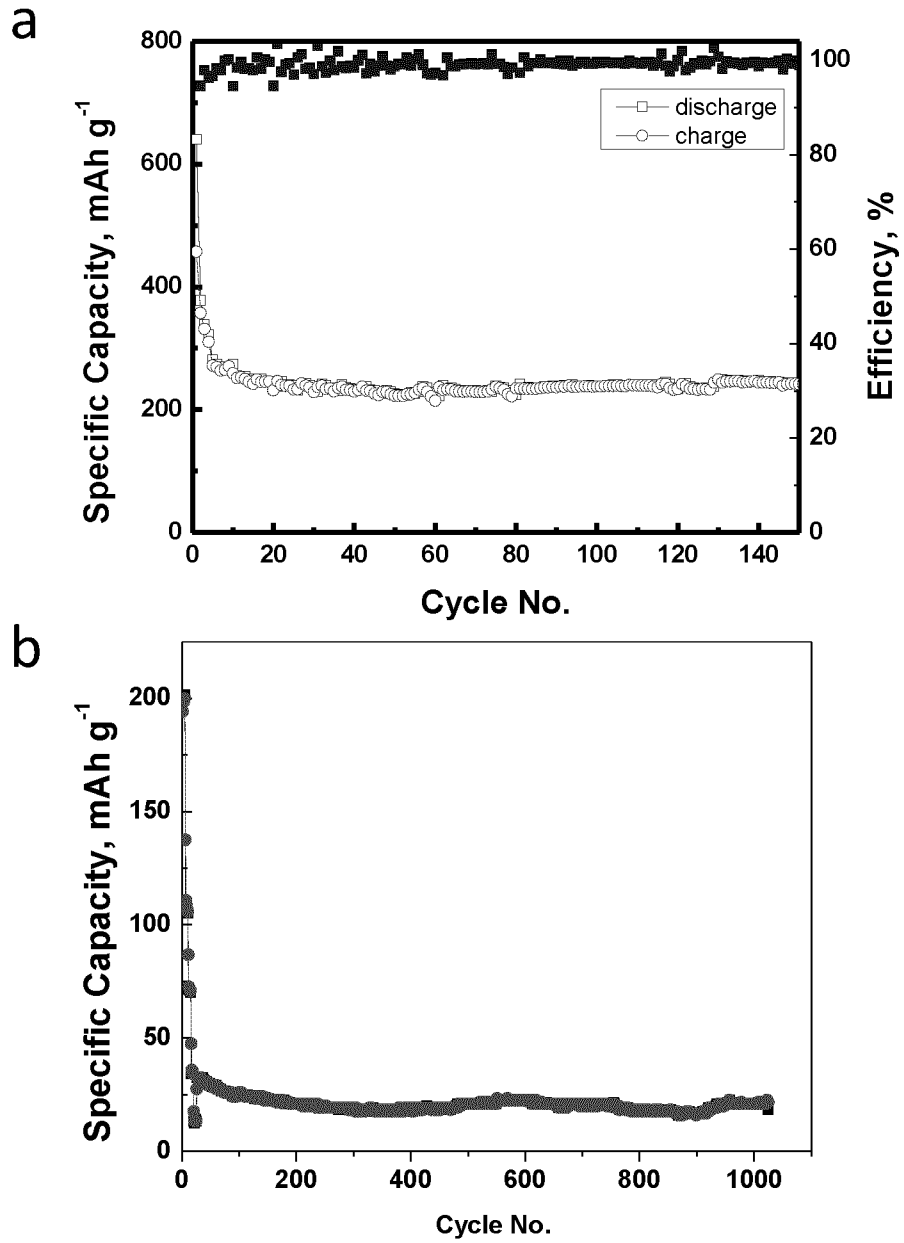 a
800
600
400
200
0
100
80
60
40
20
0
discharge
charge
Specific Capacity, mAh g⁻¹
Efficiency, %
0 20 40 60 80 100 120 140
Cycle No.
b
200
150
100
50
0
Specific Capacity, mAh g⁻¹
0 200 400 600 800 1000
Cycle No.